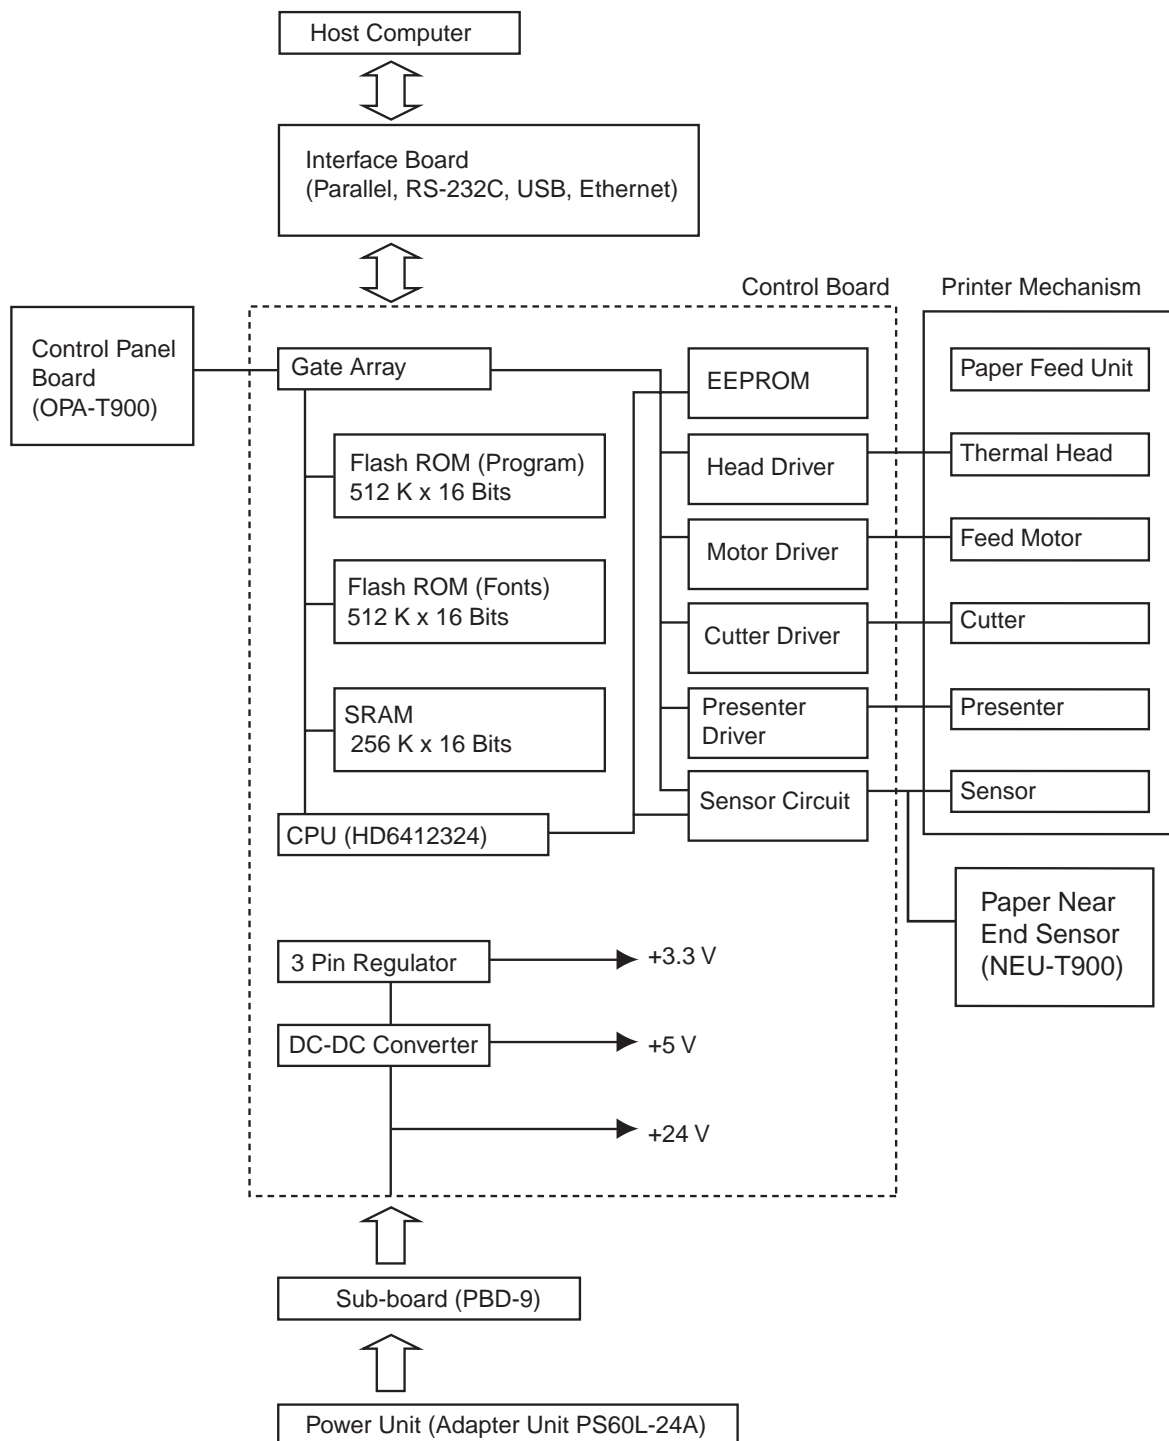 Host Computer
Interface Board
(Parallel, RS-232C, USB, Ethernet)
Control Board
Printer Mechanism
Control Panel
Board
(OPA-T900)
Gate Array
EEPROM
Paper Feed Unit
Flash ROM (Program)
512 K x 16 Bits
Head Driver
Thermal Head
Motor Driver
Feed Motor
Flash ROM (Fonts)
512 K x 16 Bits
Cutter Driver
Cutter
SRAM
256 K x 16 Bits
Presenter
Driver
Presenter
Sensor Circuit
Sensor
CPU (HD6412324)
Paper Near
End Sensor
(NEU-T900)
3 Pin Regulator
+3.3 V
DC-DC Converter
+5 V
+24 V
Sub-board (PBD-9)
Power Unit (Adapter Unit PS60L-24A)